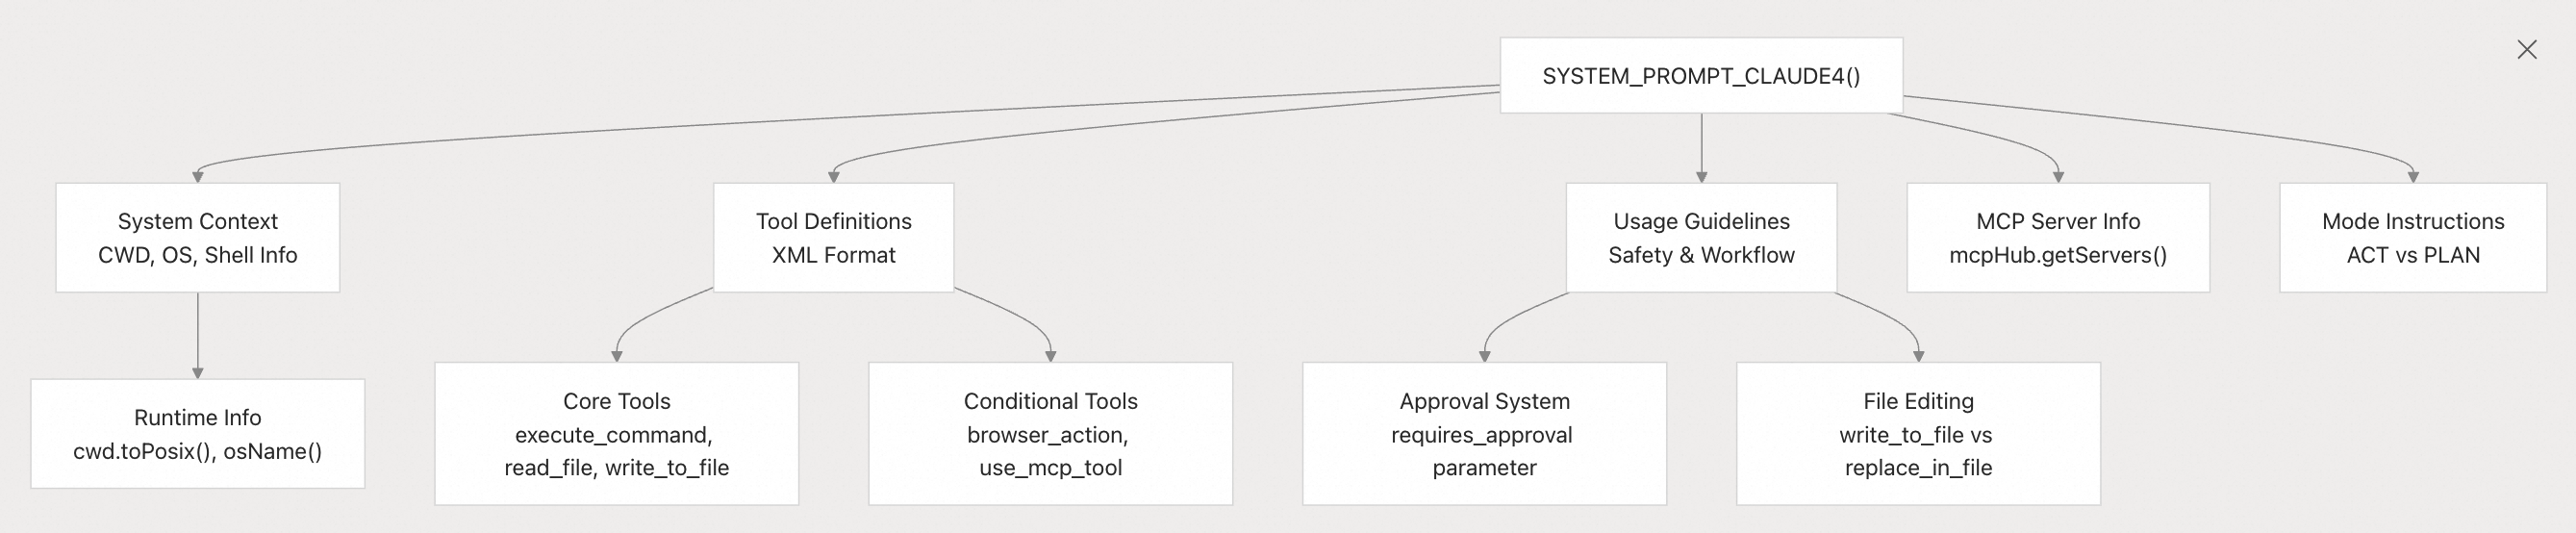 SYSTEM_PROMPT_CLAUDE4()
System Context
CWD, OS, Shell Info
Tool Definitions
XML Format
Usage Guidelines
Safety & Workflow
MCP Server Info
mcpHub.getServers()
Mode Instructions
ACT vs PLAN
Runtime Info
cwd.toPosix(), osName()
Core Tools
execute_command,
read_file, write_to_file
Conditional Tools
browser_action,
use_mcp_tool
Approval System
requires_approval
parameter
File Editing
write_to_file vs
replace_in_file